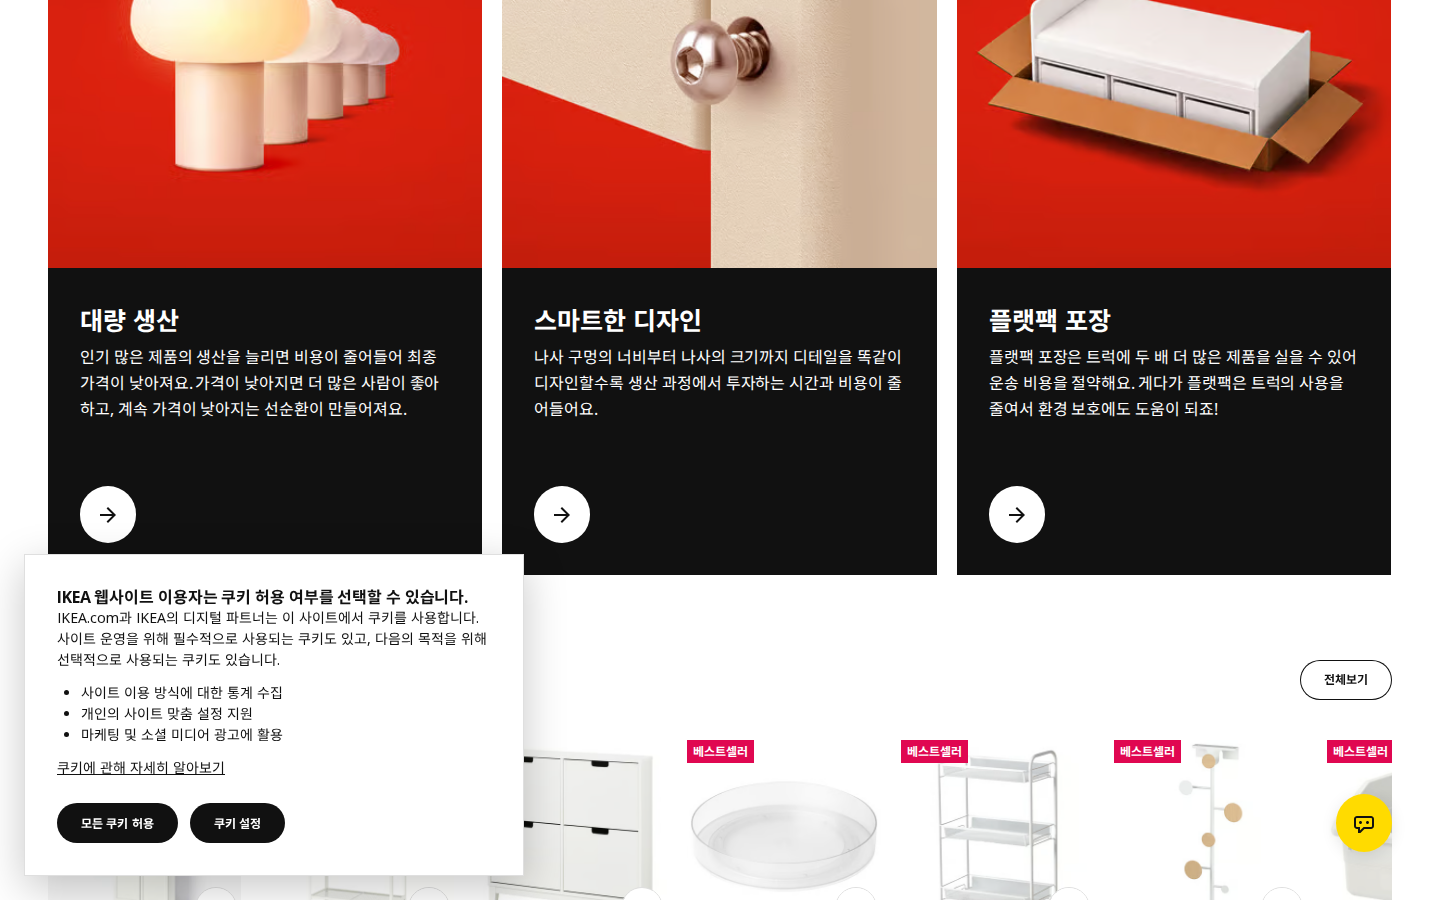 대량 생산
인기 많은 제품의 생산을 늘리면 비용이 줄어들어 최종
가격이 낮아져요. 가격이 낮아지면 더 많은 사람이 좋아
하고, 계속 가격이 낮아지는 선순환이 만들어져요.
스마트한 디자인
나사 구멍의 너비부터 나사의 크기까지 디테일을 똑같이
디자인할수록 생산 과정에서 투자하는 시간과 비용이 줄
어들어요.
플랫팩 포장
플랫팩 포장은 트럭에 두 배 더 많은 제품을 실을 수 있어
운송 비용을 절약해요. 게다가 플랫팩은 트럭의 사용을
줄여서 환경 보호에도 도움이 되죠!
IKEA 웹사이트 이용자는 쿠키 허용 여부를 선택할 수 있습니다.
IKEA.com과 IKEA의 디지털 파트너는 이 사이트에서 쿠키를 사용합니다.
사이트 운영을 위해 필수적으로 사용되는 쿠키도 있고, 다음의 목적을 위해
선택적으로 사용되는 쿠키도 있습니다.
사이트 이용 방식에 대한 통계 수집
개인의 사이트 맞춤 설정 지원
마케팅 및 소셜 미디어 광고에 활용
쿠키에 관해 자세히 알아보기
모든 쿠키 허용
쿠키 설정
전체보기
베스트셀러
베스트셀러
베스트셀러
베스트셀러